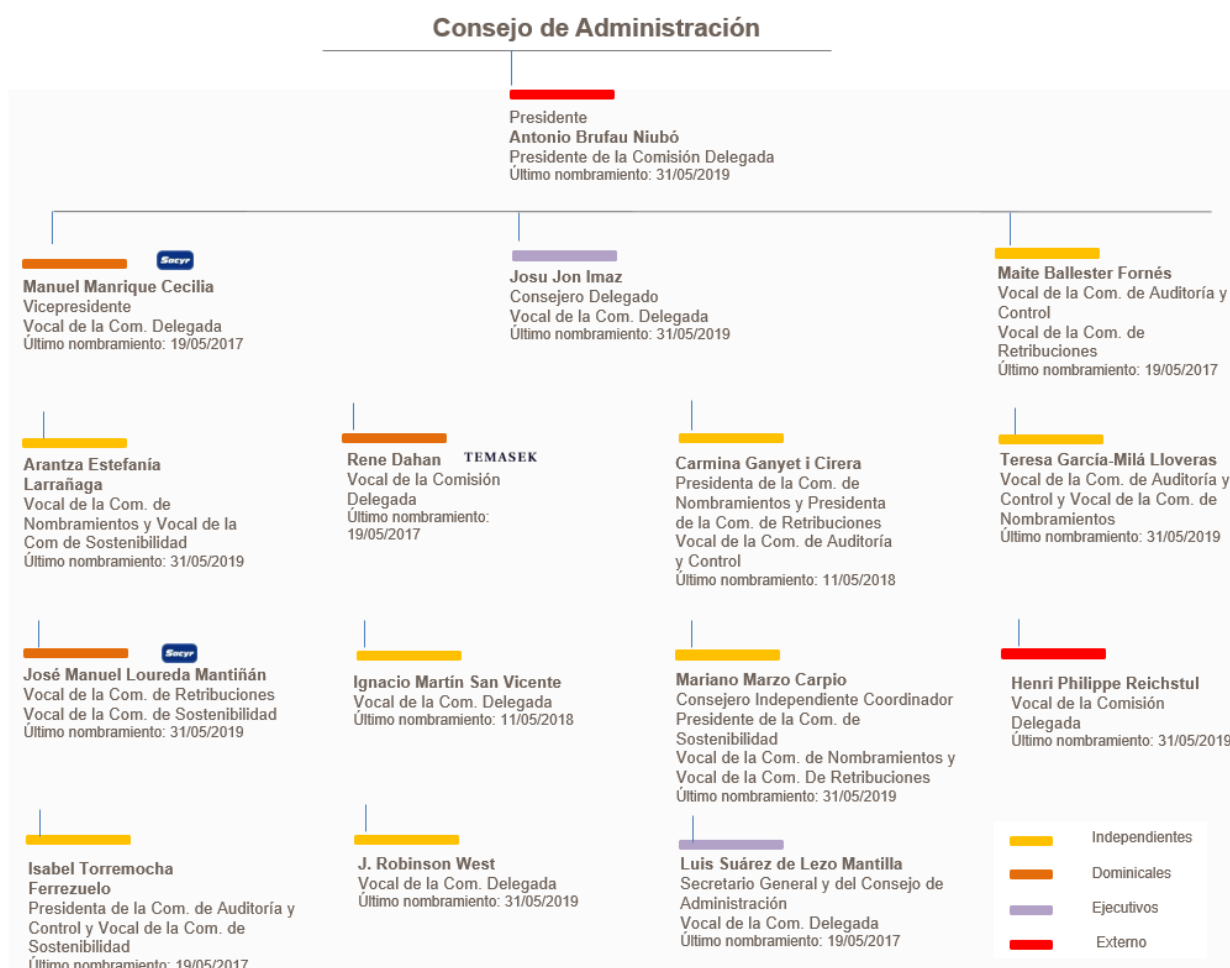 Consejo de Administración
Presidente
Antonio Brufau Niubó
Presidente de la Comisión Delegada
Último nombramiento: 31/05/2019
Sacyr
Manuel Manrique Cecilia
Vicepresidente
Vocal de la Com. Delegada
Último nombramiento: 19/05/2017
Josu Jon Imaz
Consejero Delegado
Vocal de la Com. Delegada
Último nombramiento: 31/05/2019
Maite Ballester Fornés
Vocal de la Com. de Auditoría y
Control
Vocal de la Com. de
Retribuciones
Último nombramiento: 19/05/2017
Arantza Estefanía
Larrañaga
Vocal de la Com. de
Nombramientos y Vocal de la
Com de Sostenibilidad
Último nombramiento: 31/05/2019
Rene Dahan TEMASEK
Vocal de la Comisión
Delegada
Último nombramiento:
19/05/2017
Carmina Ganyet i Cirera
Presidenta de la Com. de
Nombramientos y Presidenta
de la Com. de Retribuciones
Vocal de la Com. de Auditoría
y Control
Último nombramiento: 11/05/2018
Teresa García-Milá Lloveras
Vocal de la Com. de Auditoría y
Control y Vocal de la Com. de
Nombramientos
Último nombramiento: 31/05/2019
Sacyr
José Manuel Loureda Mantiñán
Vocal de la Com. de Retribuciones
Vocal de la Com. de Sostenibilidad
Último nombramiento: 31/05/2019
Ignacio Martín San Vicente
Vocal de la Com. Delegada
Último nombramiento: 11/05/2018
Mariano Marzo Carpio
Consejero Independiente Coordinador
Presidente de la Com. de
Sostenibilidad
Vocal de la Com. de Nombramientos y
Vocal de la Com. De Retribuciones
Último nombramiento: 31/05/2019
Henri Philippe Reichstul
Vocal de la Comisión
Delegada
Último nombramiento: 31/05/2019
Isabel Torremocha
Ferrezuelo
Presidenta de la Com. de Auditoría y
Control y Vocal de la Com. de
Sostenibilidad
Último nombramiento: 19/05/2017
J. Robinson West
Vocal de la Com. Delegada
Último nombramiento: 31/05/2019
Luis Suárez de Lezo Mantilla
Secretario General y del Consejo de
Administración
Vocal de la Com. Delegada
Último nombramiento: 19/05/2017
Independientes
Dominicales
Ejecutivos
Externo